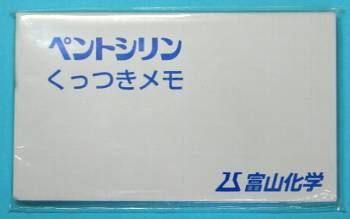 ペントシリン
くっつきメモ
富山化学